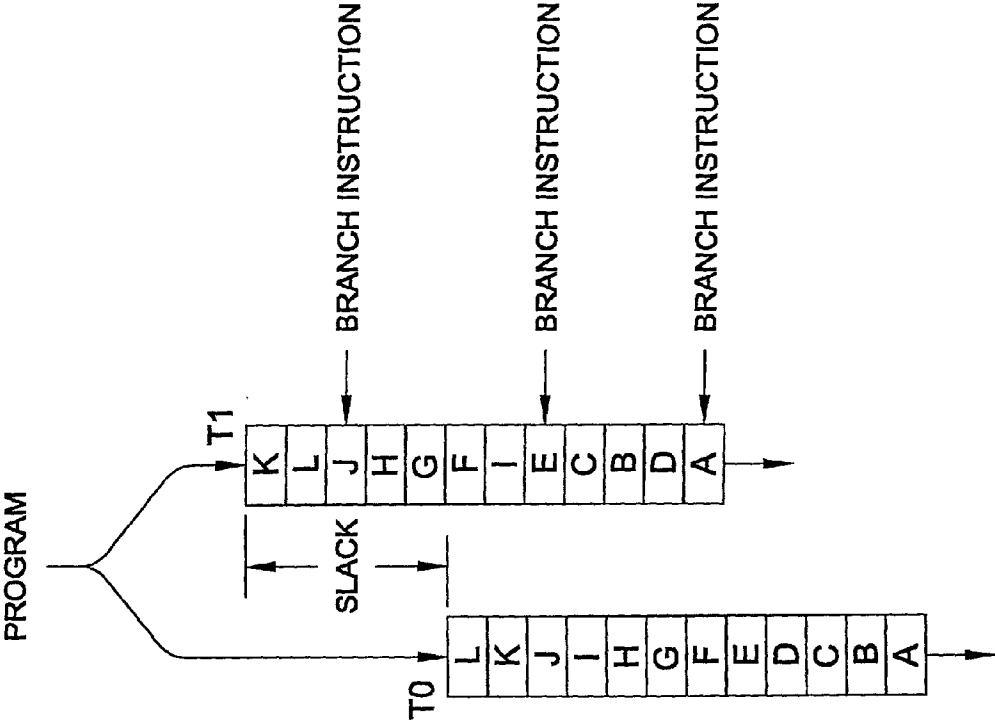 PROGRAM
T0
L
K
J
I
H
G
F
E
D
C
B
A
SLACK
T1
K
L
J
H
G
F
I
E
C
B
D
A
BRANCH INSTRUCTION
BRANCH INSTRUCTION
BRANCH INSTRUCTION